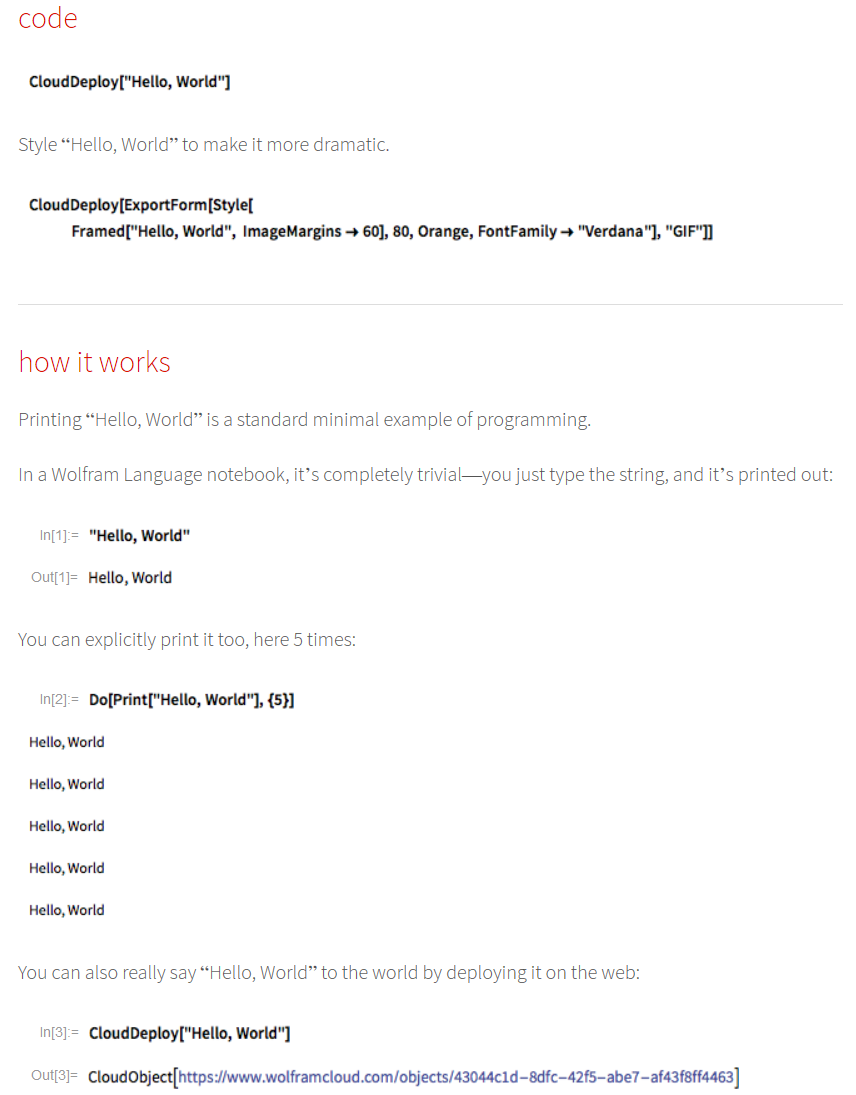 code
CloudDeploy["Hello, World"]
Style “Hello, World” to make it more dramatic.
CloudDeploy[ExportForm[Style[
Framed["Hello, World", ImageMargins → 60], 80, Orange, FontFamily → "Verdana"], "GIF"]]
how it works
Printing “Hello, World” is a standard minimal example of programming.
In a Wolfram Language notebook, it’s completely trivial—you just type the string, and it’s printed out:
In[1]:= "Hello, World"
Out[1]= Hello, World
You can explicitly print it too, here 5 times:
In[2]:= Do[Print["Hello, World"], {5}]
Hello, World
Hello, World
Hello, World
Hello, World
Hello, World
You can also really say “Hello, World” to the world by deploying it on the web:
In[3]:= CloudDeploy["Hello, World"]
Out[3]= CloudObject[https://www.wolframcloud.com/objects/43044c1d-8dfc-42f5-abe7-af43f8ff4463]